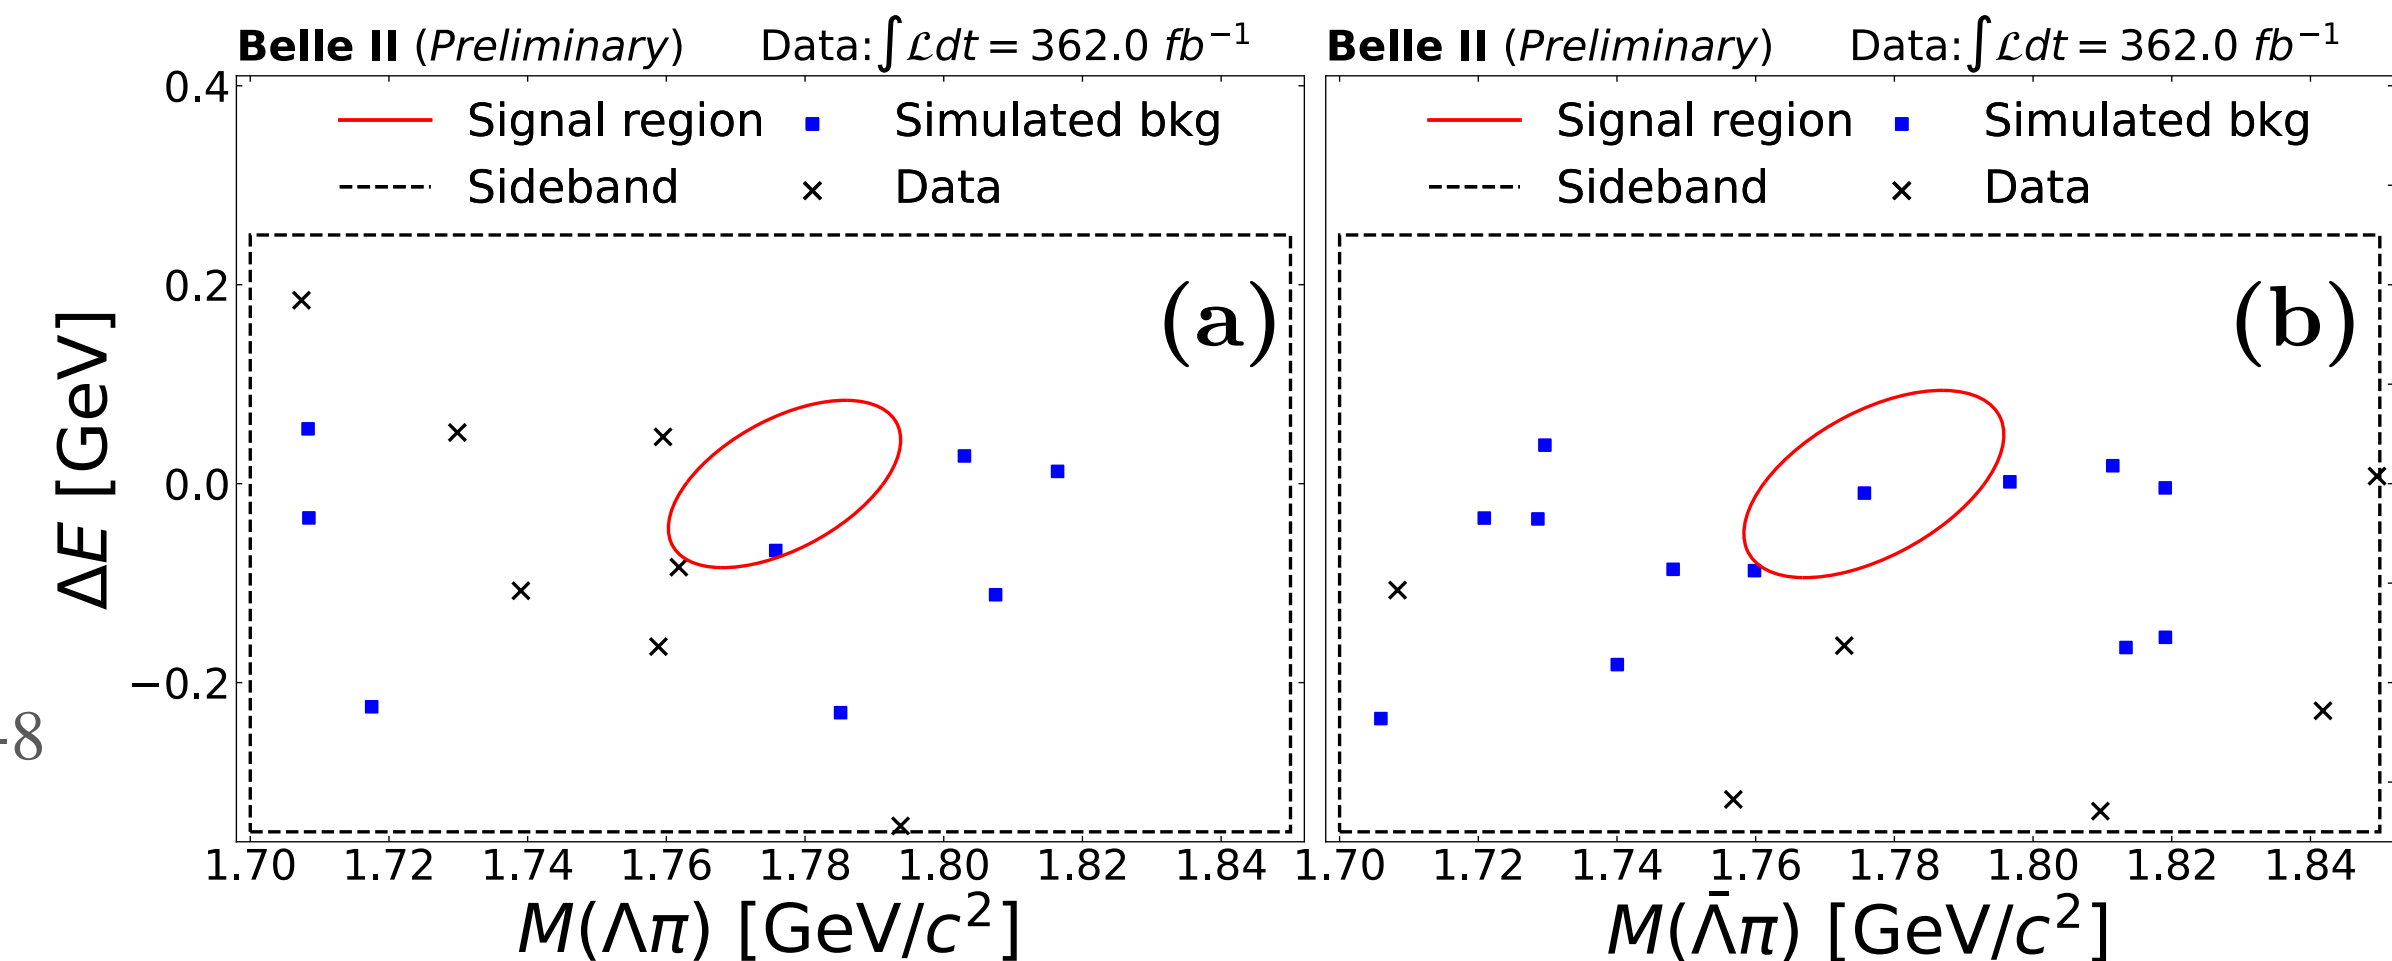 Belle II (Preliminary) Data: ∫ℒdt = 362.0 fb⁻¹
Belle II (Preliminary) Data: ∫ℒdt = 362.0 fb⁻¹
0.4
Signal region
Simulated bkg
Sideband
Data
Signal region
Simulated bkg
Sideband
Data
0.2
(a)
(b)
0.0
−0.2
ΔE [GeV]
-8
1.70 1.72 1.74 1.76 1.78 1.80 1.82 1.84
1.70 1.72 1.74 1.76 1.78 1.80 1.82 1.84
M(Λπ) [GeV/c²]
M(Λ̄π) [GeV/c²]